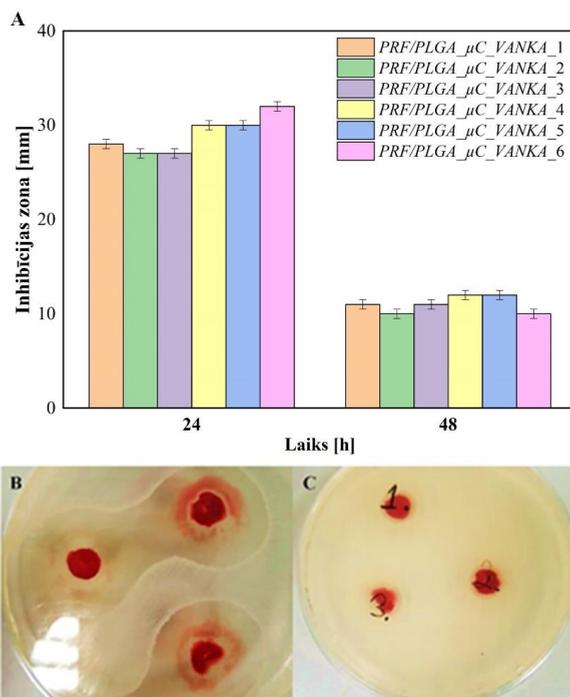 A
40
30
20
10
0
Inhibīcijas zona [mm]
PRF/PLGA_µC_VANKA_1
PRF/PLGA_µC_VANKA_2
PRF/PLGA_µC_VANKA_3
PRF/PLGA_µC_VANKA_4
PRF/PLGA_µC_VANKA_5
PRF/PLGA_µC_VANKA_6
24
48
Laiks [h]
B
C
1.
2
3.